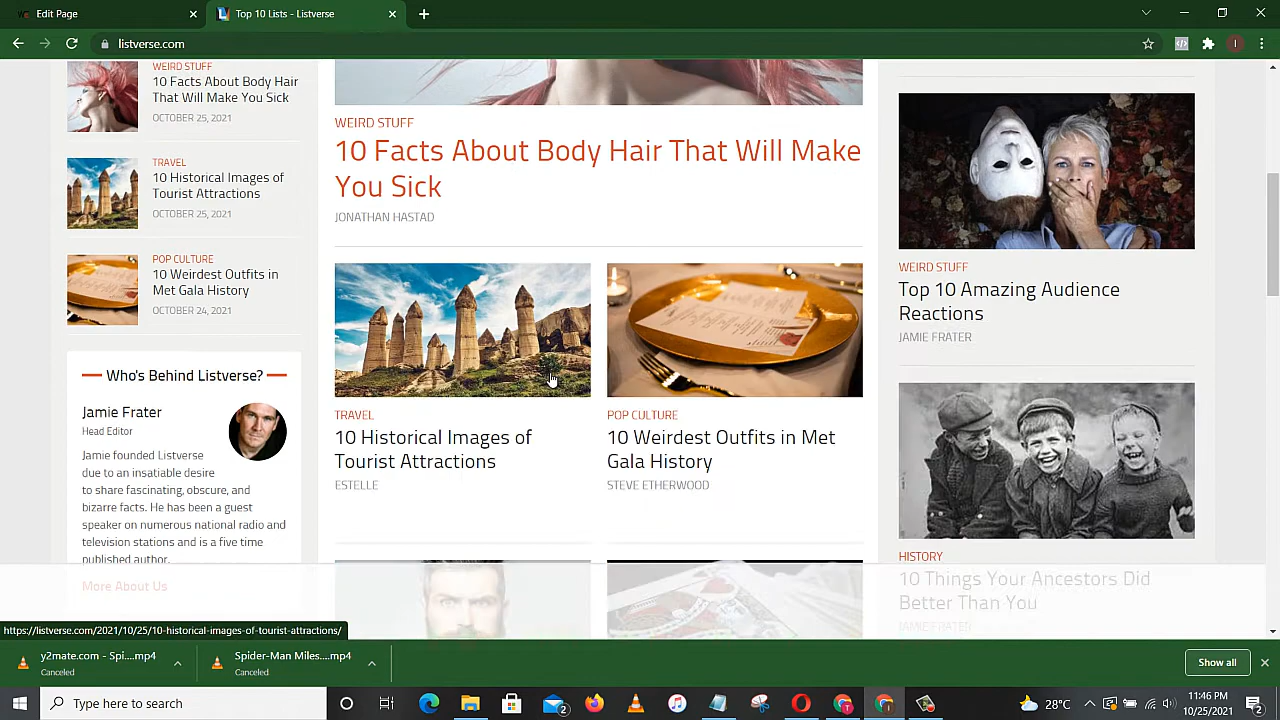 Edit Page
Top 10 Lists - Listverse
listverse.com
WEIRD STUFF
10 Facts About Body Hair
That Will Make You Sick
OCTOBER 25, 2021
TRAVEL
10 Historical Images of
Tourist Attractions
OCTOBER 25, 2021
POP CULTURE
10 Weirdest Outfits in
Met Gala History
OCTOBER 24, 2021
Who's Behind Listverse?
Jamie Frater
Head Editor
Jamie founded Listverse
due to an insatiable desire
to share fascinating, obscure, and
bizarre facts. He has been a guest
speaker on numerous national radio and
television stations and is a five time
published author.
More About Us
WEIRD STUFF
10 Facts About Body Hair That Will Make
You Sick
JONATHAN HASTAD
TRAVEL
10 Historical Images of
Tourist Attractions
ESTELLE
POP CULTURE
10 Weirdest Outfits in Met
Gala History
STEVE ETHERWOOD
WEIRD STUFF
Top 10 Amazing Audience
Reactions
JAMIE FRATER
HISTORY
10 Things Your Ancestors Did
Better Than You
JAMIE FRATER
https://listverse.com/2021/10/25/10-historical-images-of-tourist-attractions/
y2mate.com - Spi....mp4
Canceled
Spider-Man Miles....mp4
Canceled
Show all
Type here to search
2
28°C
11:46 PM
10/25/2021